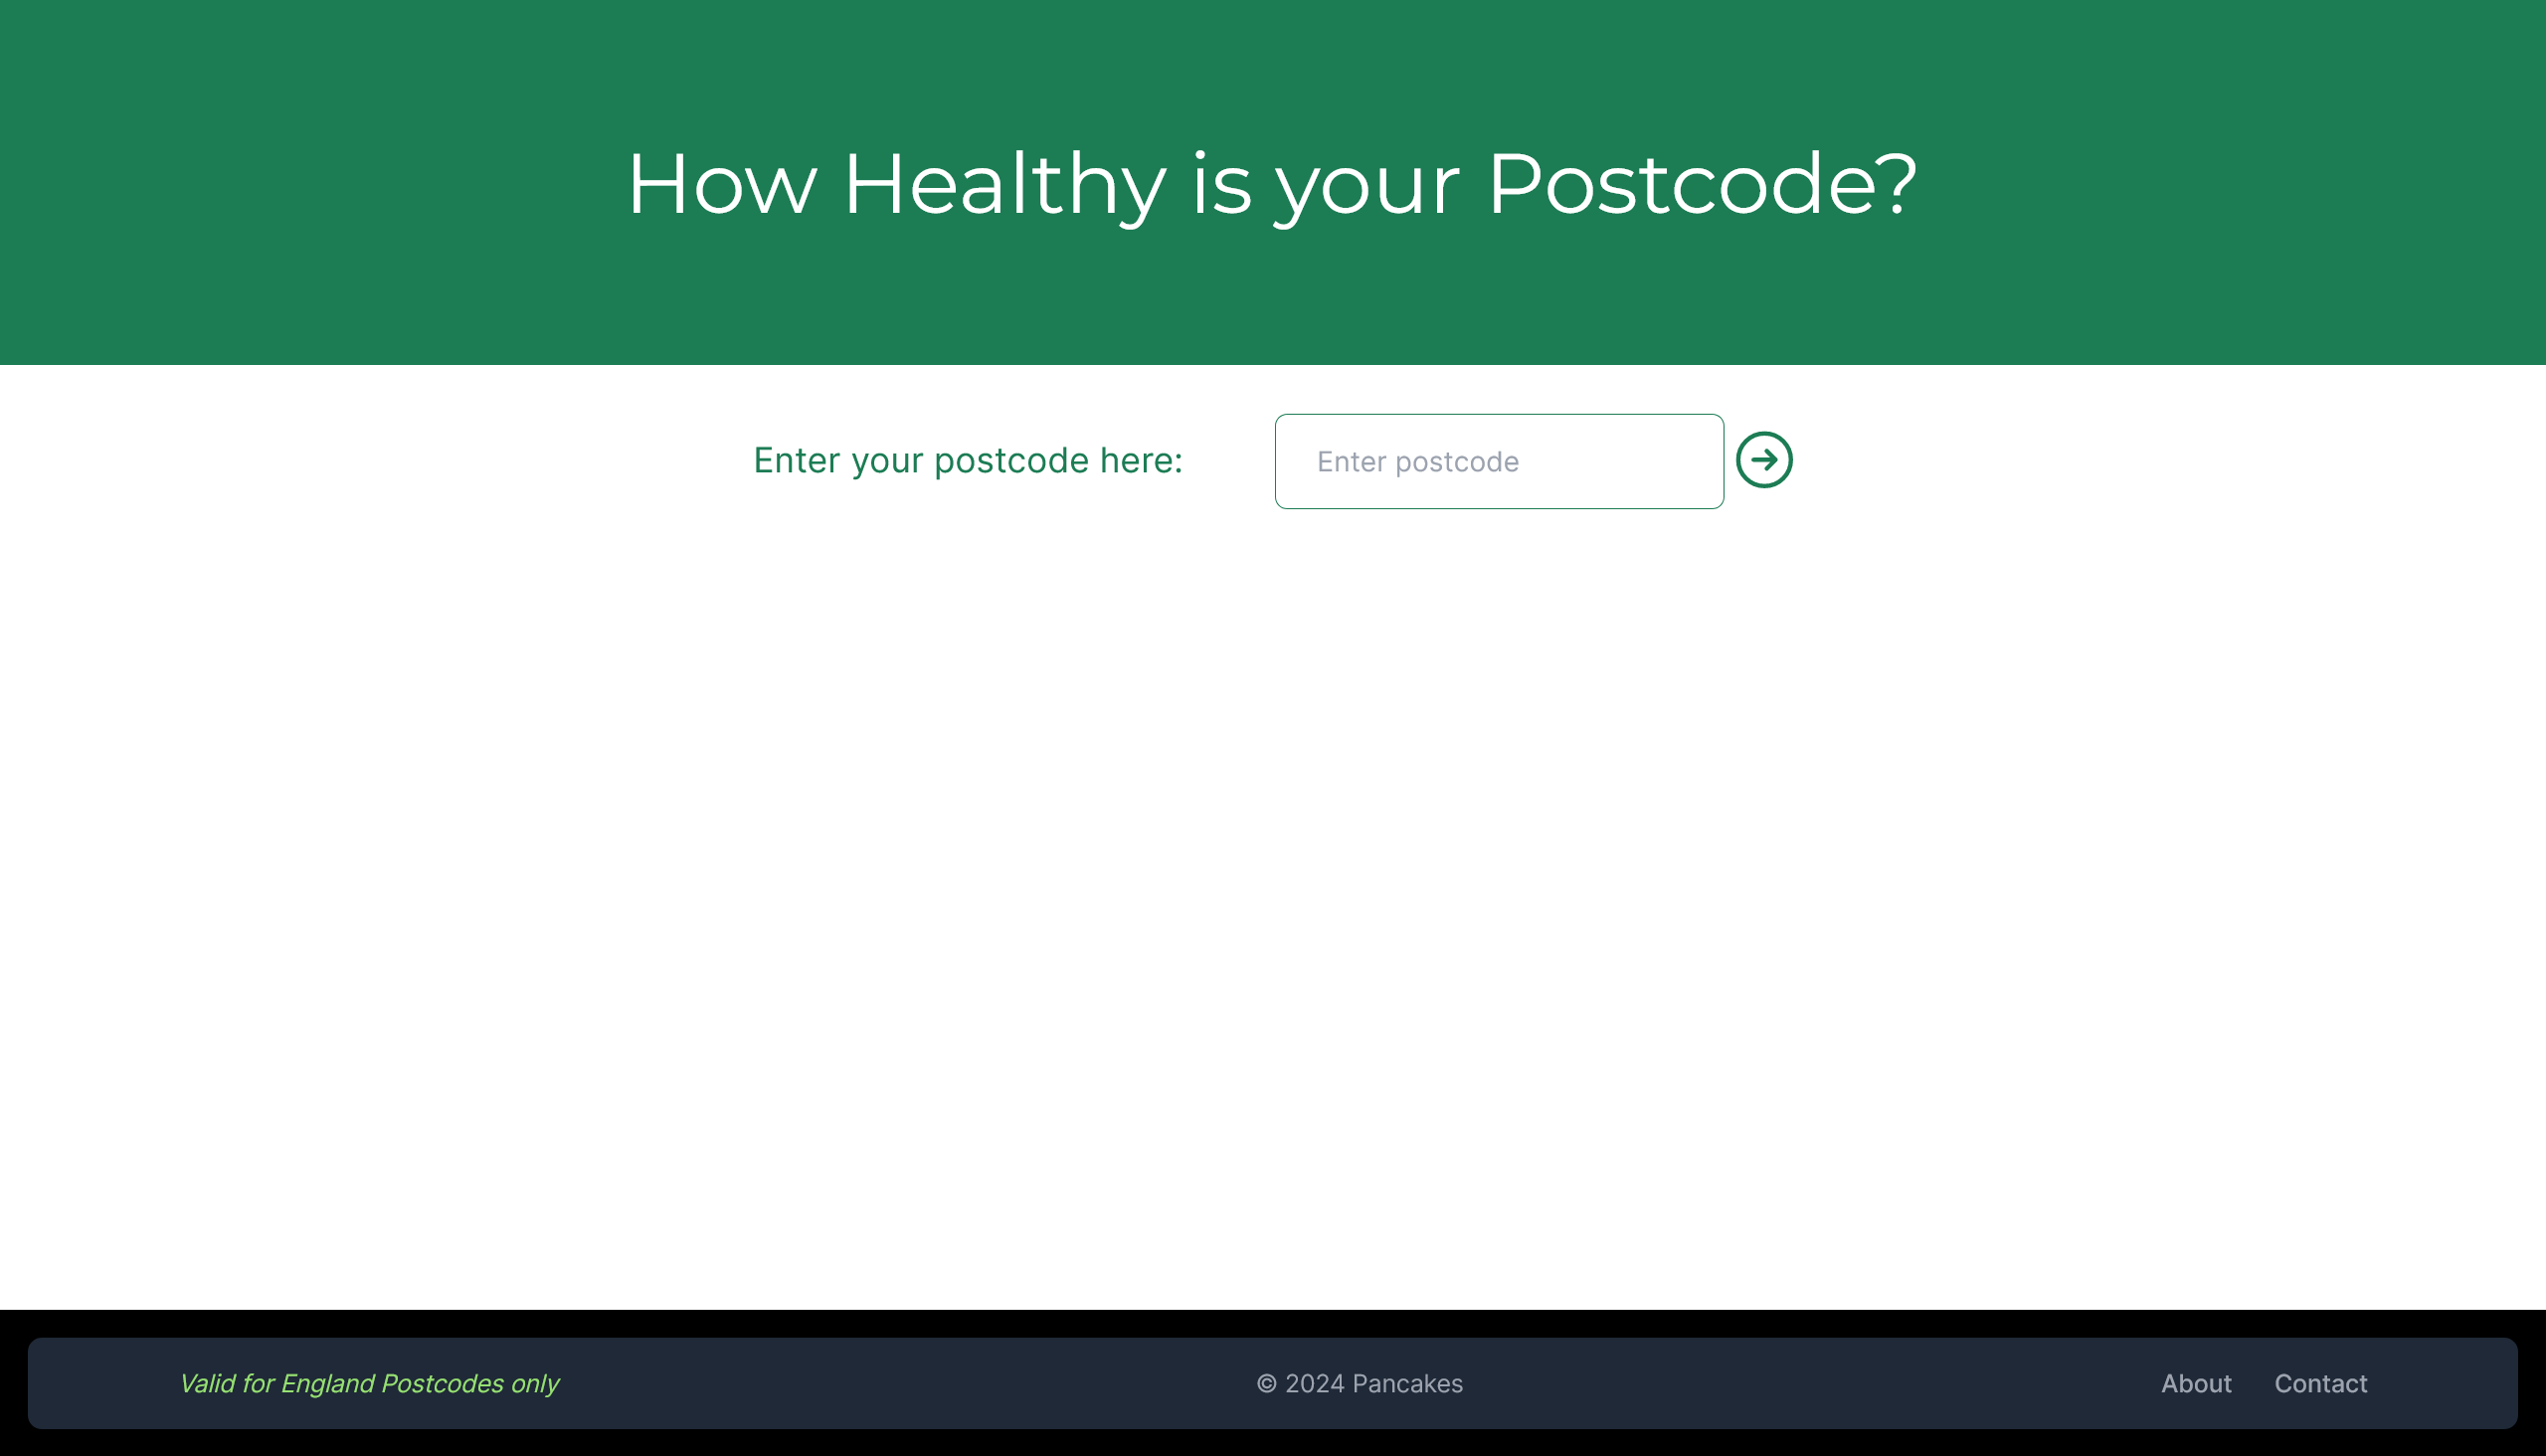 How Healthy is your Postcode?
Enter your postcode here:
Enter postcode
Valid for England Postcodes only
© 2024 Pancakes
About
Contact